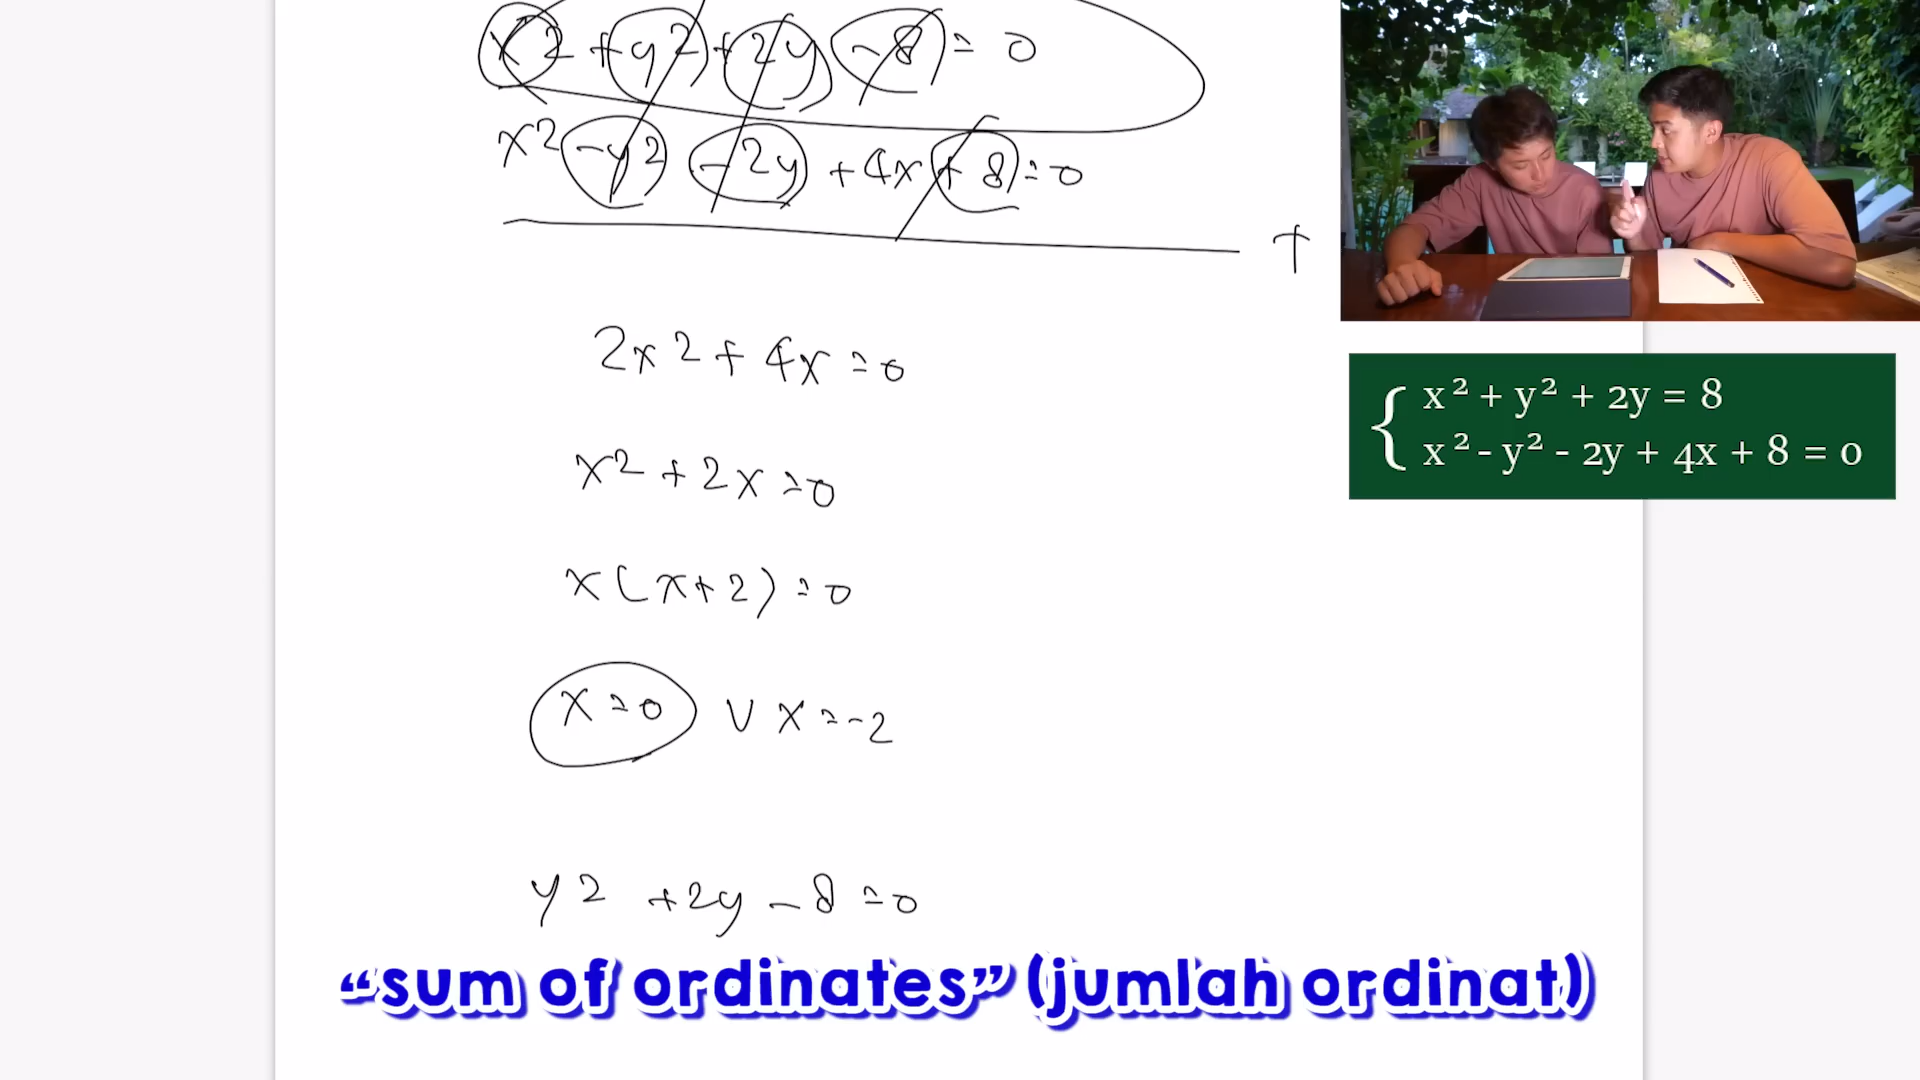 x2 + y2 + 2y - 8 = 0
x2 - y2 - 2y + 4x + 8 = 0
+
2x2 + 4x = 0
x2 + 2x = 0
x(x+2) = 0
x = 0 V x = -2
y2 + 2y - 8 = 0
x² + y² + 2y = 8
x² - y² - 2y + 4x + 8 = 0
“sum of ordinates” (jumlah ordinat)